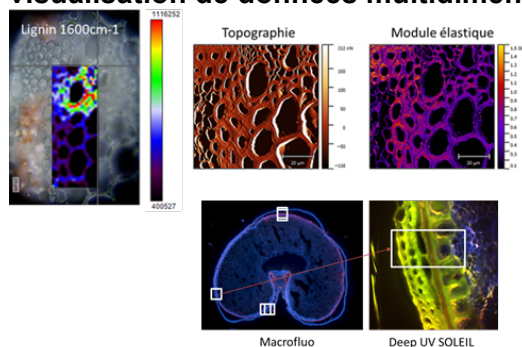 visualisation de données multidimen
Lignin 1600cm-1
1116252
400527
Topographie
Module élastique
20 µm
20 µm
Macrofluo
Deep UV SOLEIL